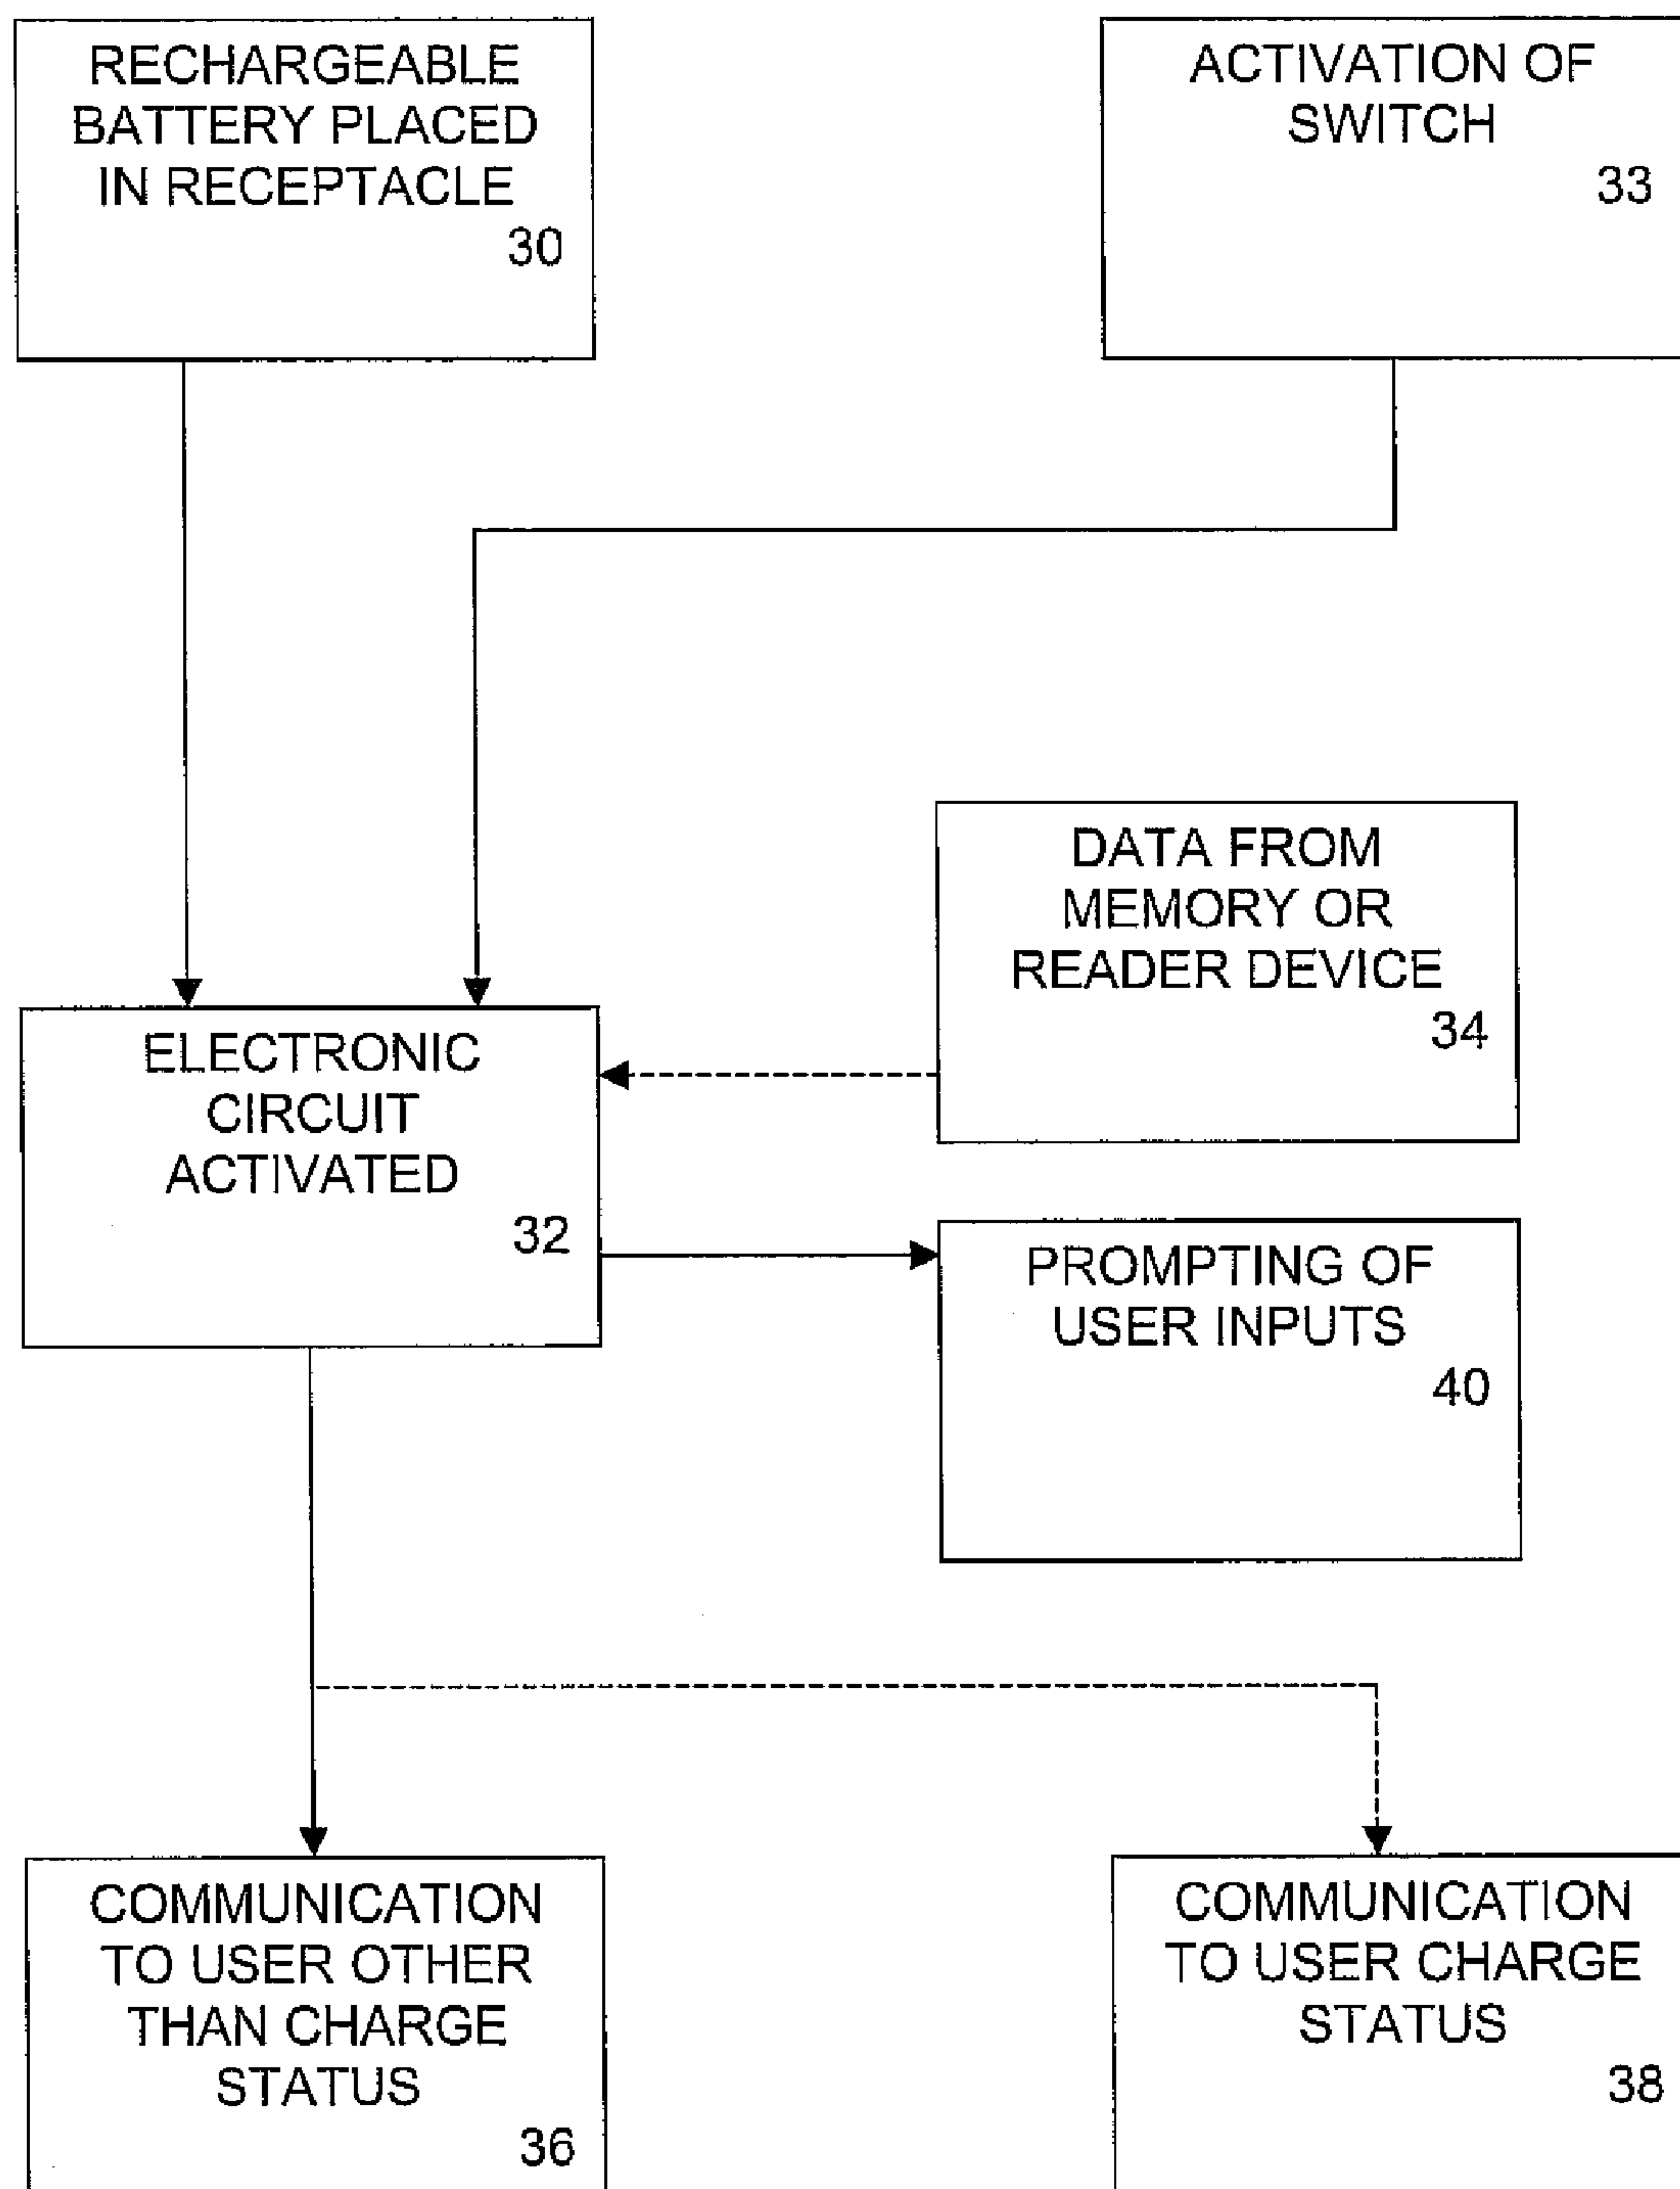 RECHARGEABLE
BATTERY PLACED
IN RECEPTACLE
30
ACTIVATION OF
SWITCH
33
DATA FROM
MEMORY OR
READER DEVICE
34
ELECTRONIC
CIRCUIT
ACTIVATED
32
PROMPTING OF
USER INPUTS
40
COMMUNICATION
TO USER OTHER
THAN CHARGE
STATUS
36
COMMUNICATION
TO USER CHARGE
STATUS
38